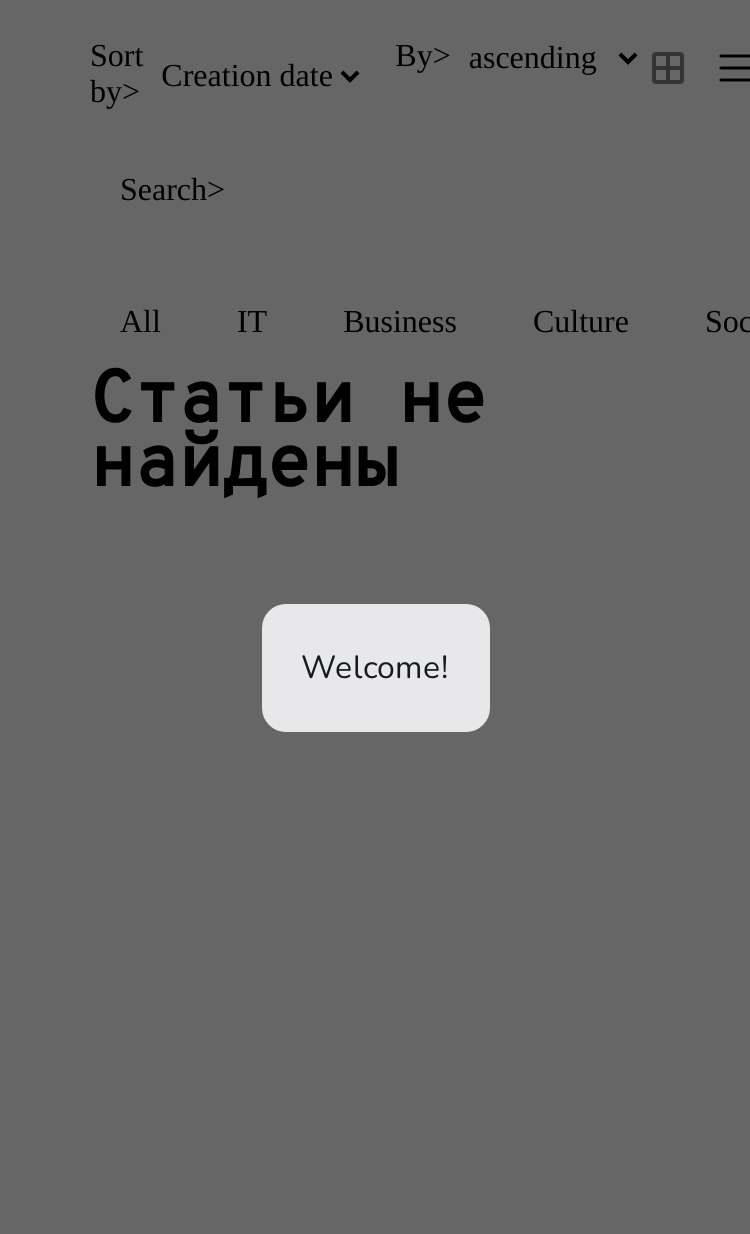 Sort by>
Creation date
By>
ascending
Search>
All IT Business Culture Soc
Статьи не
найдены
Welcome!